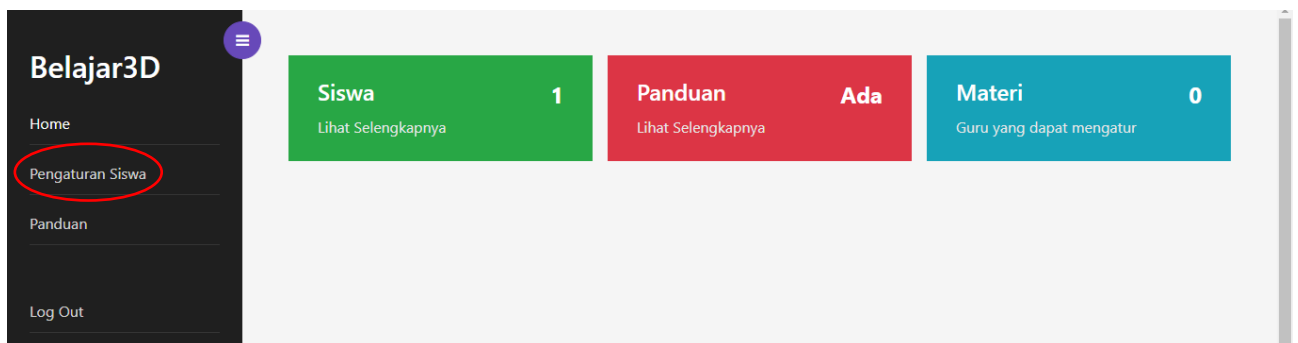 Belajar3D
Home
Pengaturan Siswa
Panduan
Log Out
Siswa 1
Lihat Selengkapnya
Panduan Ada
Lihat Selengkapnya
Materi 0
Guru yang dapat mengatur